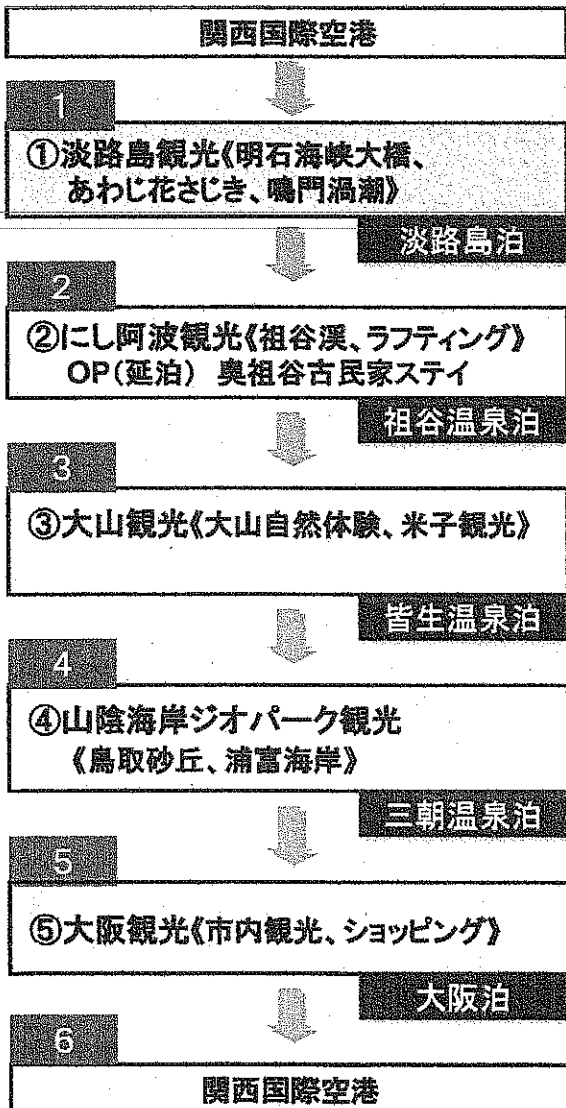 関西国際空港
1
①淡路島観光《明石海峡大橋、
あわじ花さじき、鳴門渦潮》
淡路島泊
2
②にし阿波観光《祖谷渓、ラフティング》
OP(延泊) 奥祖谷古民家ステイ
祖谷温泉泊
3
③大山観光《大山自然体験、米子観光》
皆生温泉泊
4
④山陰海岸ジオパーク観光
《鳥取砂丘、浦富海岸》
三朝温泉泊
5
⑤大阪観光《市内観光、ショッピング》
大阪泊
6
関西国際空港